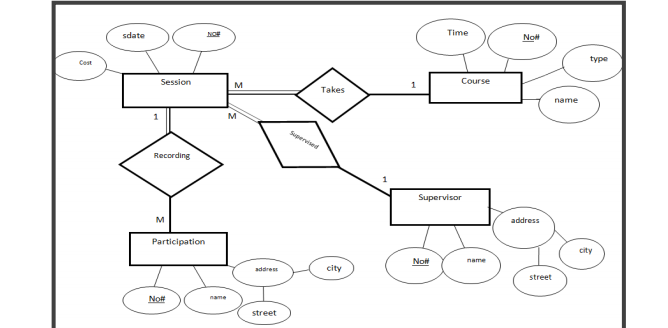 sdate
No#
Time
No#
Cost
type
Session
M
Takes
1
Course
name
1
M
Supervised
Recording
1
Supervisor
M
address
Participation
city
No#
name
address
city
street
No#
name
street